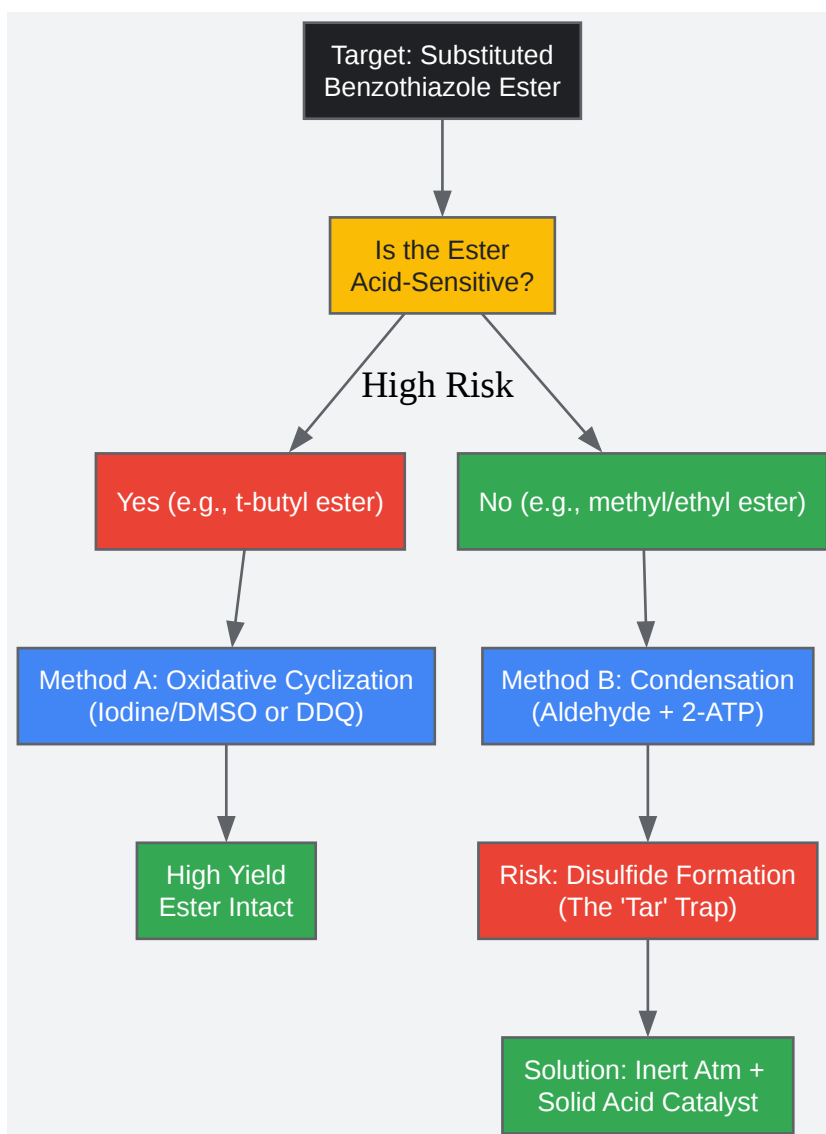 Target: Substituted
Benzothiazole Ester
Is the Ester
Acid-Sensitive?
High Risk
Yes (e.g., t-butyl ester)
No (e.g., methyl/ethyl ester)
Method A: Oxidative Cyclization
(Iodine/DMSO or DDQ)
Method B: Condensation
(Aldehyde + 2-ATP)
High Yield
Ester Intact
Risk: Disulfide Formation
(The 'Tar' Trap)
Solution: Inert Atm +
Solid Acid Catalyst